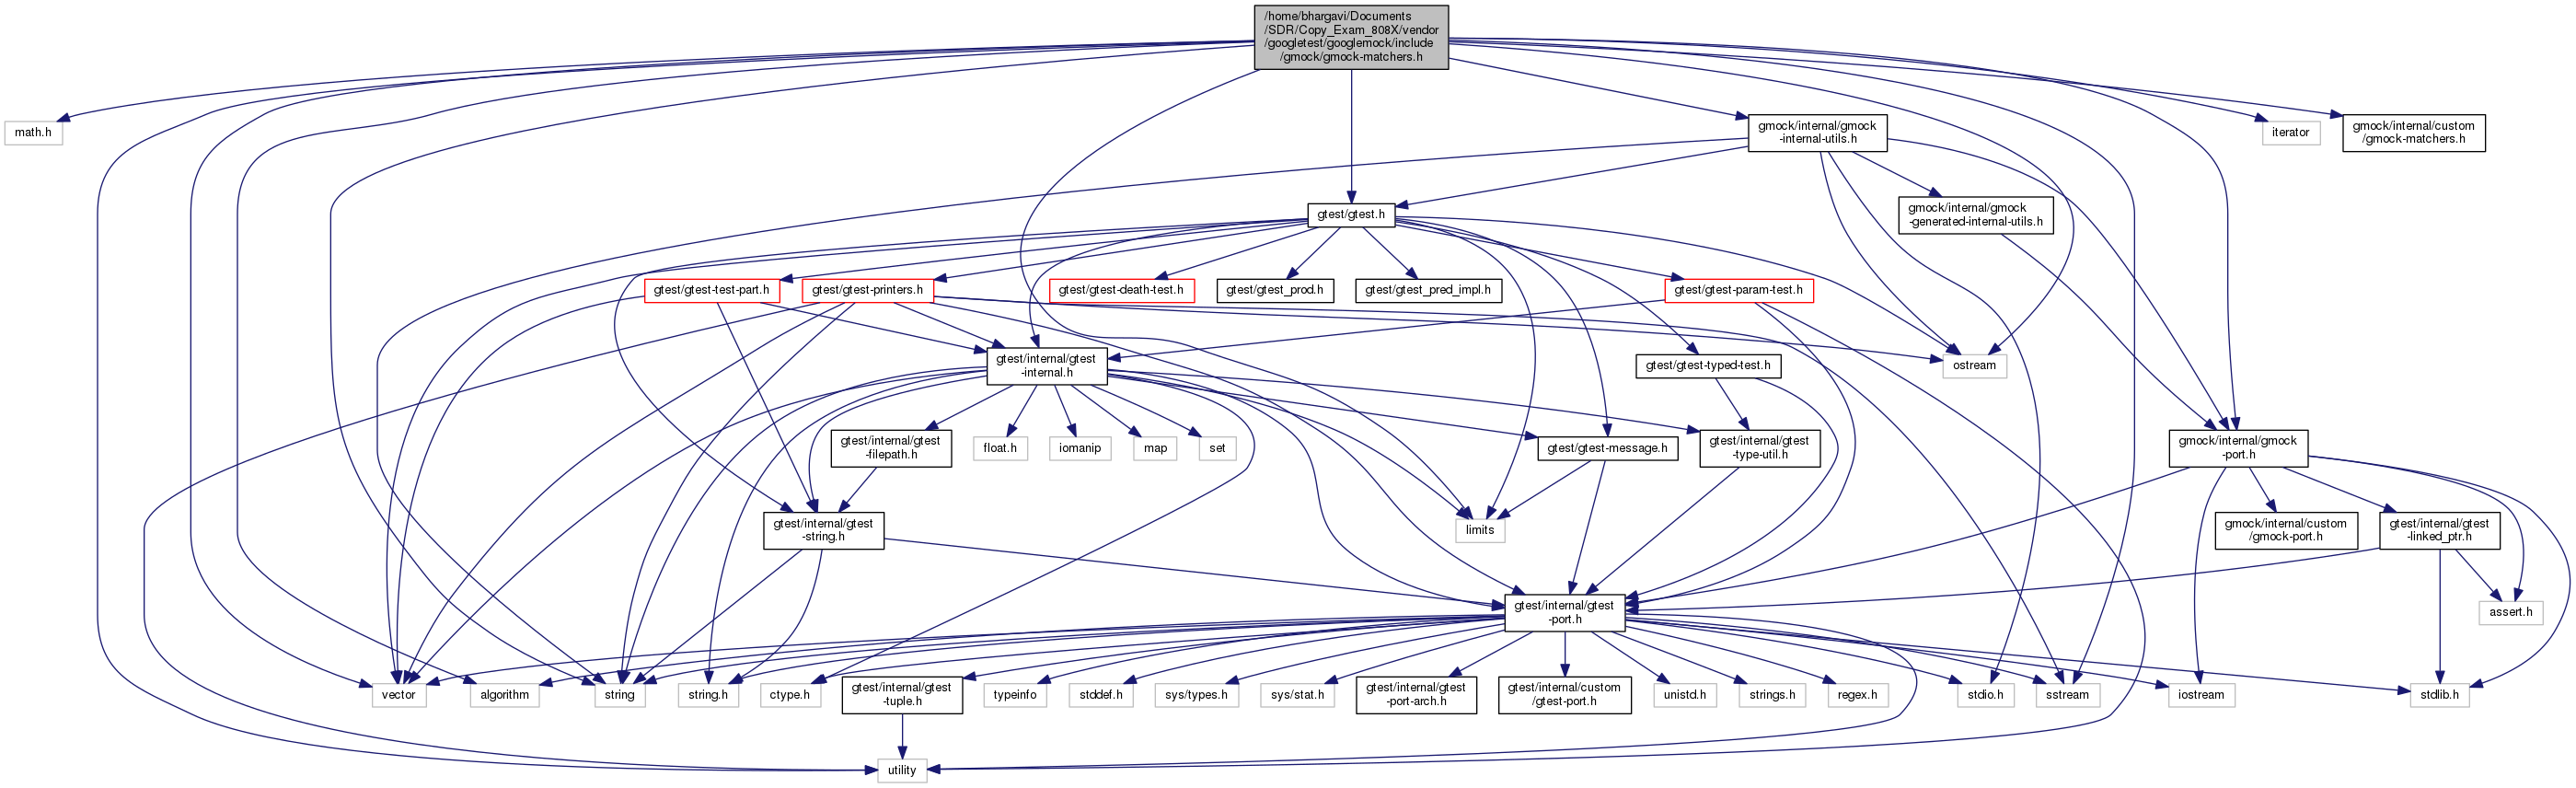 /home/bhargavi/Documents
/SDR/Copy_Exam_808X/vendor
/googletest/googlemock/include
/gmock/gmock-matchers.h
math.h
gmock/internal/gmock
-internal-utils.h
iterator
gmock/internal/custom
/gmock-matchers.h
gtest/gtest.h
gmock/internal/gmock
-generated-internal-utils.h
gtest/gtest-test-part.h
gtest/gtest-printers.h
gtest/gtest-death-test.h
gtest/gtest_prod.h
gtest/gtest_pred_impl.h
gtest/gtest-param-test.h
gtest/internal/gtest
-internal.h
gtest/gtest-typed-test.h
ostream
gtest/internal/gtest
-filepath.h
float.h
iomanip
map
set
gtest/gtest-message.h
gtest/internal/gtest
-type-util.h
gmock/internal/gmock
-port.h
gtest/internal/gtest
-string.h
limits
gmock/internal/custom
/gmock-port.h
gtest/internal/gtest
-linked_ptr.h
gtest/internal/gtest
-port.h
assert.h
vector
algorithm
string
string.h
ctype.h
gtest/internal/gtest
-tuple.h
typeinfo
stddef.h
sys/types.h
sys/stat.h
gtest/internal/gtest
-port-arch.h
gtest/internal/custom
/gtest-port.h
unistd.h
strings.h
regex.h
stdio.h
sstream
iostream
stdlib.h
utility